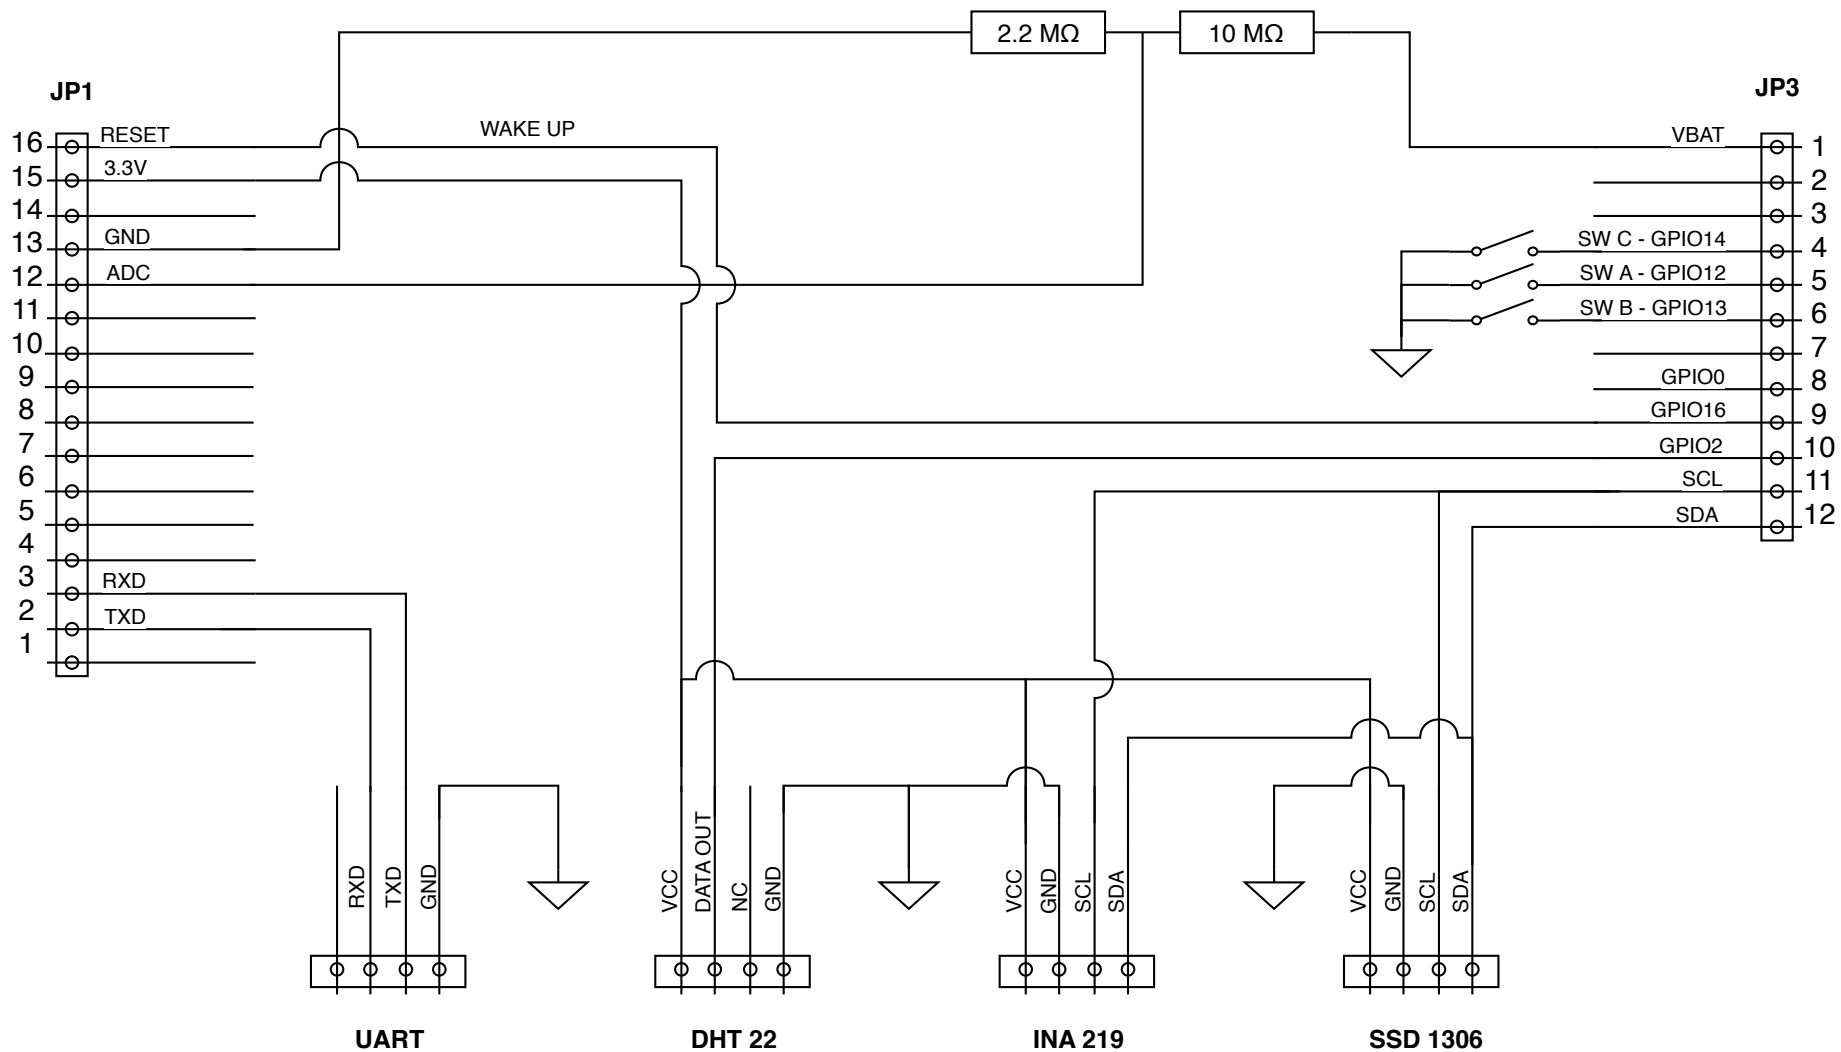 2.2 MΩ
10 MΩ
JP1
JP3
16
RESET
WAKE UP
VBAT
1
15
3.3V
2
14
3
13
GND
SW C - GPIO14
4
12
ADC
SW A - GPIO12
5
11
SW B - GPIO13
6
10
7
9
GPIO0
8
8
GPIO16
9
7
GPIO2
10
6
SCL
11
5
SDA
12
4
3
RXD
2
TXD
1
RXD
TXD
GND
VCC
DATA OUT
NC
GND
VCC
GND
SCL
SDA
VCC
GND
SCL
SDA
UART
DHT 22
INA 219
SSD 1306